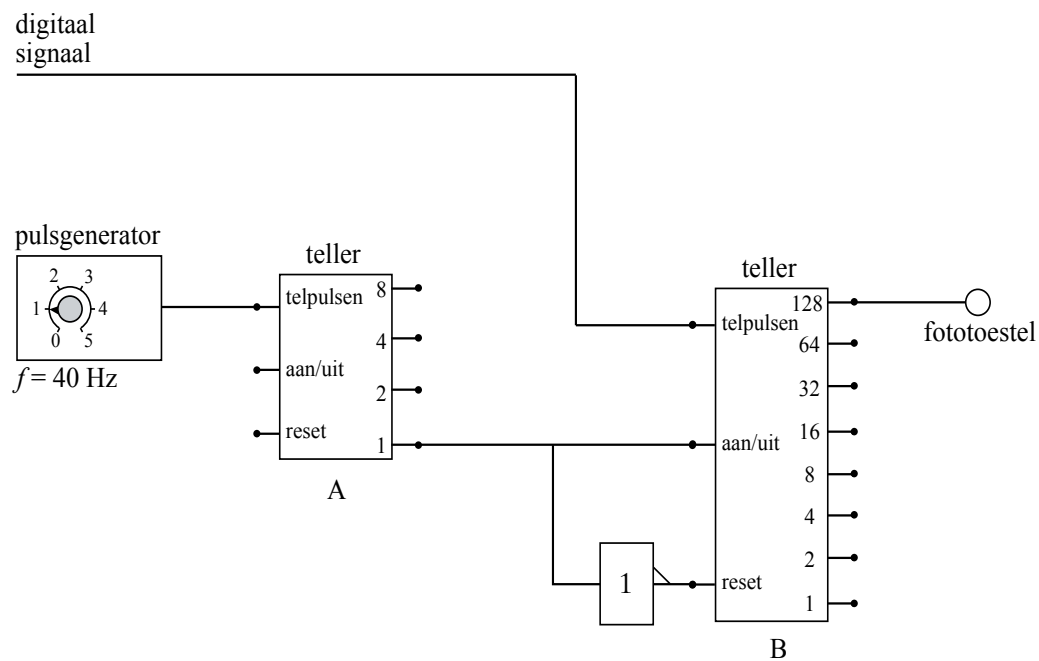 digitaal
signaal
pulsgenerator
2 3
1 4
0 5
f = 40 Hz
teller
telpulsen 8
4
aan/uit
2
reset
1
A
1
teller
128
telpulsen
64
fototoestel
32
16
aan/uit
8
4
2
reset
1
B